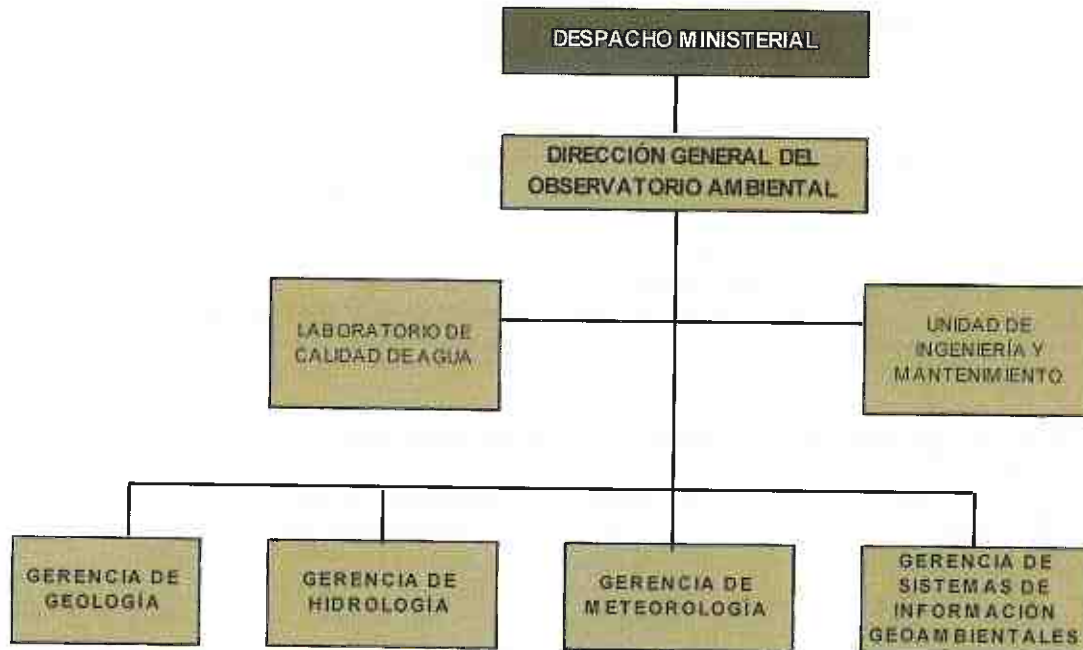 DESPACHO MINISTERIAL
DIRECCIÓN GENERAL DEL
OBSERVATORIO AMBIENTAL
LABORATORIO DE
CALIDAD DE AGUA
UNIDAD DE
INGENIERÍA Y
MANTENIMIENTO
GERENCIA DE
GEOLOGÍA
GERENCIA DE
HIDROLOGÍA
GERENCIA DE
METEOROLOGÍA
GERENCIA DE
SISTEMAS DE
INFORMACION
GEOAMBIENTALES